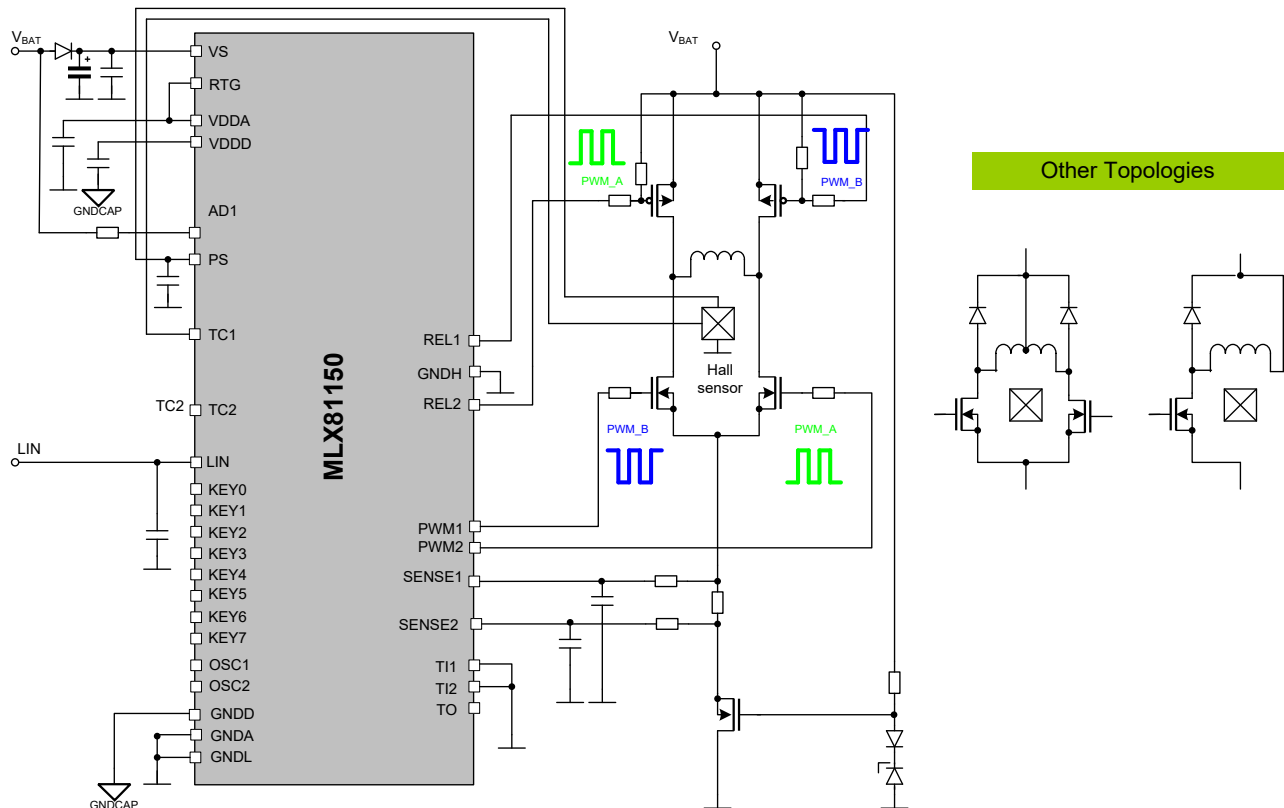 V_BAT
VS
RTG
VDDA
VDDD
GNDCAP
AD1
PS
TC1
TC2
TC2
LIN
LIN
KEY0
KEY1
KEY2
KEY3
KEY4
KEY5
KEY6
KEY7
OSC1
OSC2
GNDD
GNDA
GNDL
GNDCAP
MLX81150
REL1
GNDH
REL2
PWM1
PWM2
SENSE1
SENSE2
TI1
TI2
TO
V_BAT
PWM_A
PWM_B
Hall
sensor
PWM_B
PWM_A
Other Topologies